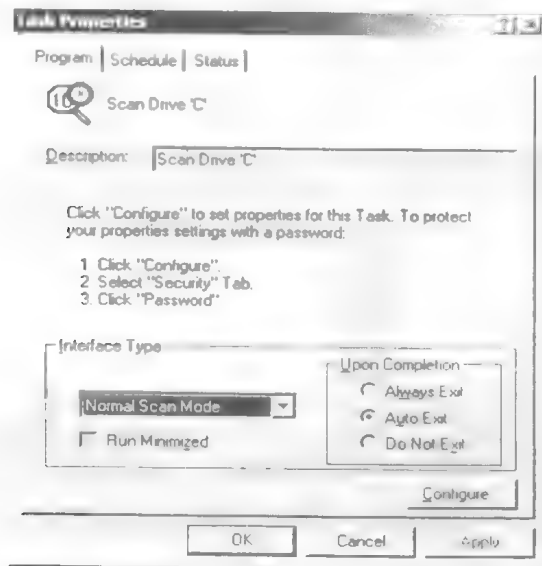 Task Properties
Program Schedule Status
Scan Drive 'C'
Description: Scan Drive 'C'
Click "Configure" to set properties for this Task. To protect
your properties settings with a password:
1 Click "Configure".
2 Select "Security" Tab.
3. Click "Password"
Interface Type
Upon Completion
Normal Scan Mode
Always Exit
Run Minimized
Auto Exit
Do Not Exit
Configure
OK Cancel Apply